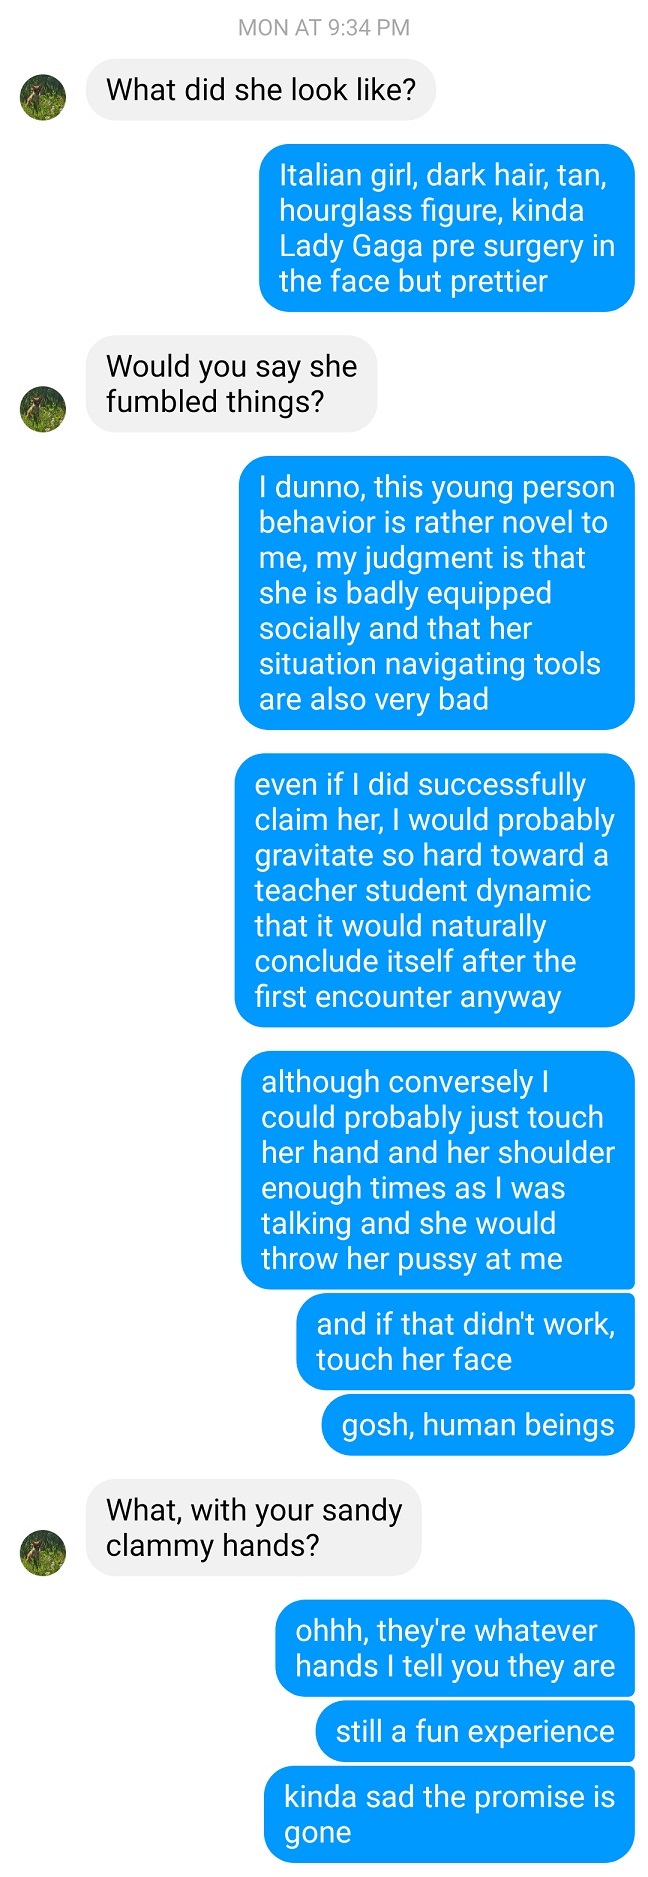 MON AT 9:34 PM
What did she look like?
Italian girl, dark hair, tan,
hourglass figure, kinda
Lady Gaga pre surgery in
the face but prettier
Would you say she
fumbled things?
I dunno, this young person
behavior is rather novel to
me, my judgment is that
she is badly equipped
socially and that her
situation navigating tools
are also very bad
even if I did successfully
claim her, I would probably
gravitate so hard toward a
teacher student dynamic
that it would naturally
conclude itself after the
first encounter anyway
although conversely I
could probably just touch
her hand and her shoulder
enough times as I was
talking and she would
throw her pussy at me
and if that didn't work,
touch her face
gosh, human beings
What, with your sandy
clammy hands?
ohhh, they're whatever
hands I tell you they are
still a fun experience
kinda sad the promise is
gone